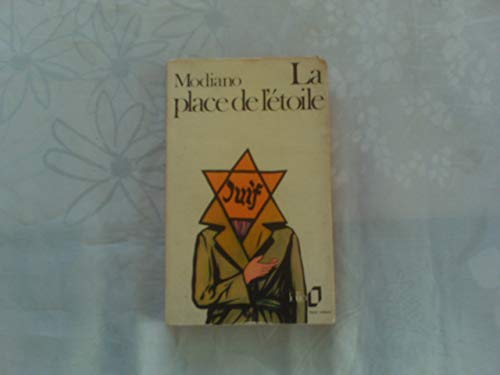 Modiano La
place de l'étoile
Juif